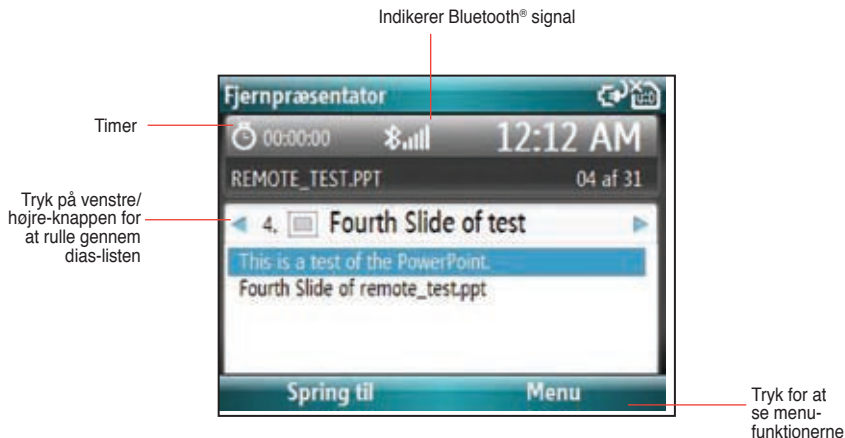 Indikerer Bluetooth® signal
Fjernpræsentator
Timer
00:00:00
12:12 AM
REMOTE_TEST.PPT
04 af 31
Tryk på venstre/
højre-knappen for
at rulle gennem
dias-listen
4. Fourth Slide of test
This is a test of the PowerPoint.
Fourth Slide of remote_test.ppt
Spring til
Menu
Tryk for at
se menu-
funktionerne